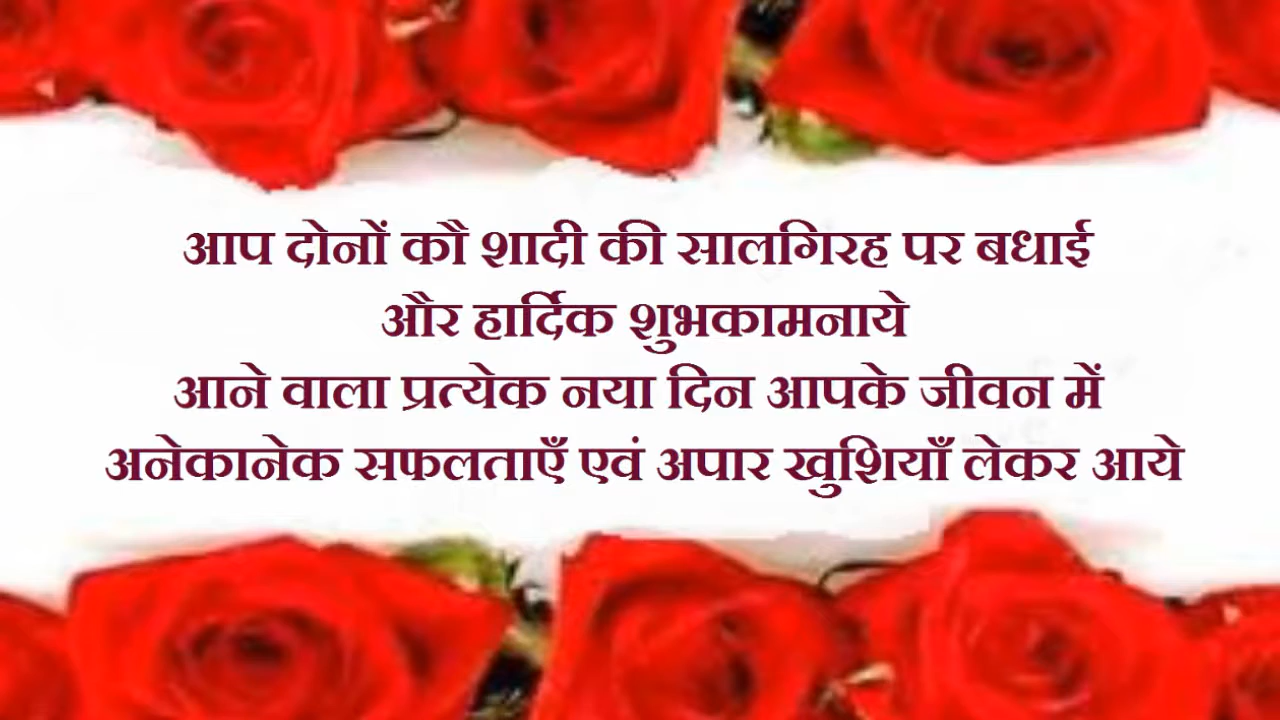 आप दोनों कौ शादी की सालगिरह पर बधाई
और हार्दिक शुभकामनाये
आने वाला प्रत्येक नया दिन आपके जीवन में
अनेकानेक सफलताएँ एवं अपार खुशियाँ लेकर आये